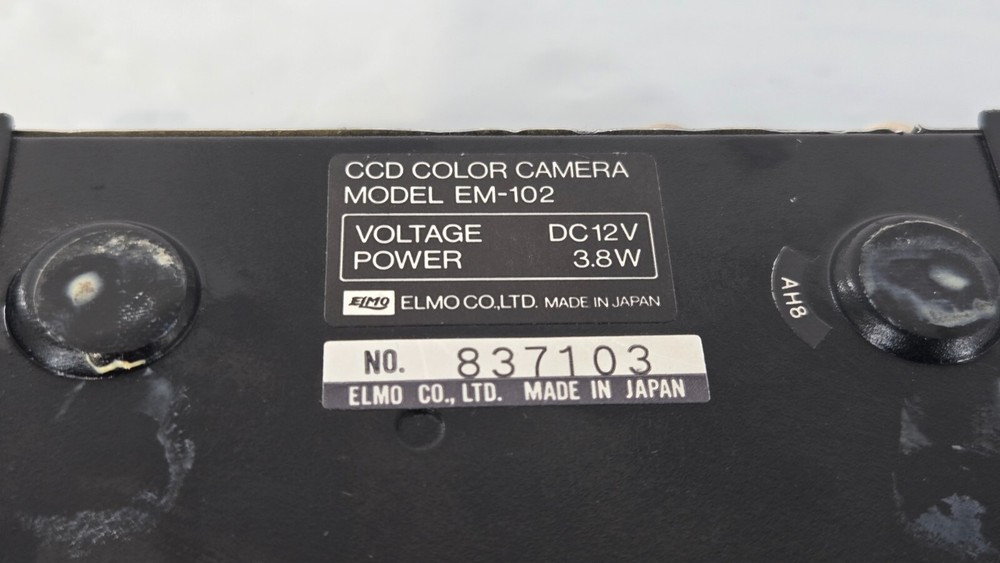 CCD COLOR CAMERA
MODEL EM-102
VOLTAGE DC12V
POWER 3.8W
ELMO ELMO CO.,LTD. MADE IN JAPAN
AH8
NO. 837103
ELMO CO., LTD. MADE IN JAPAN